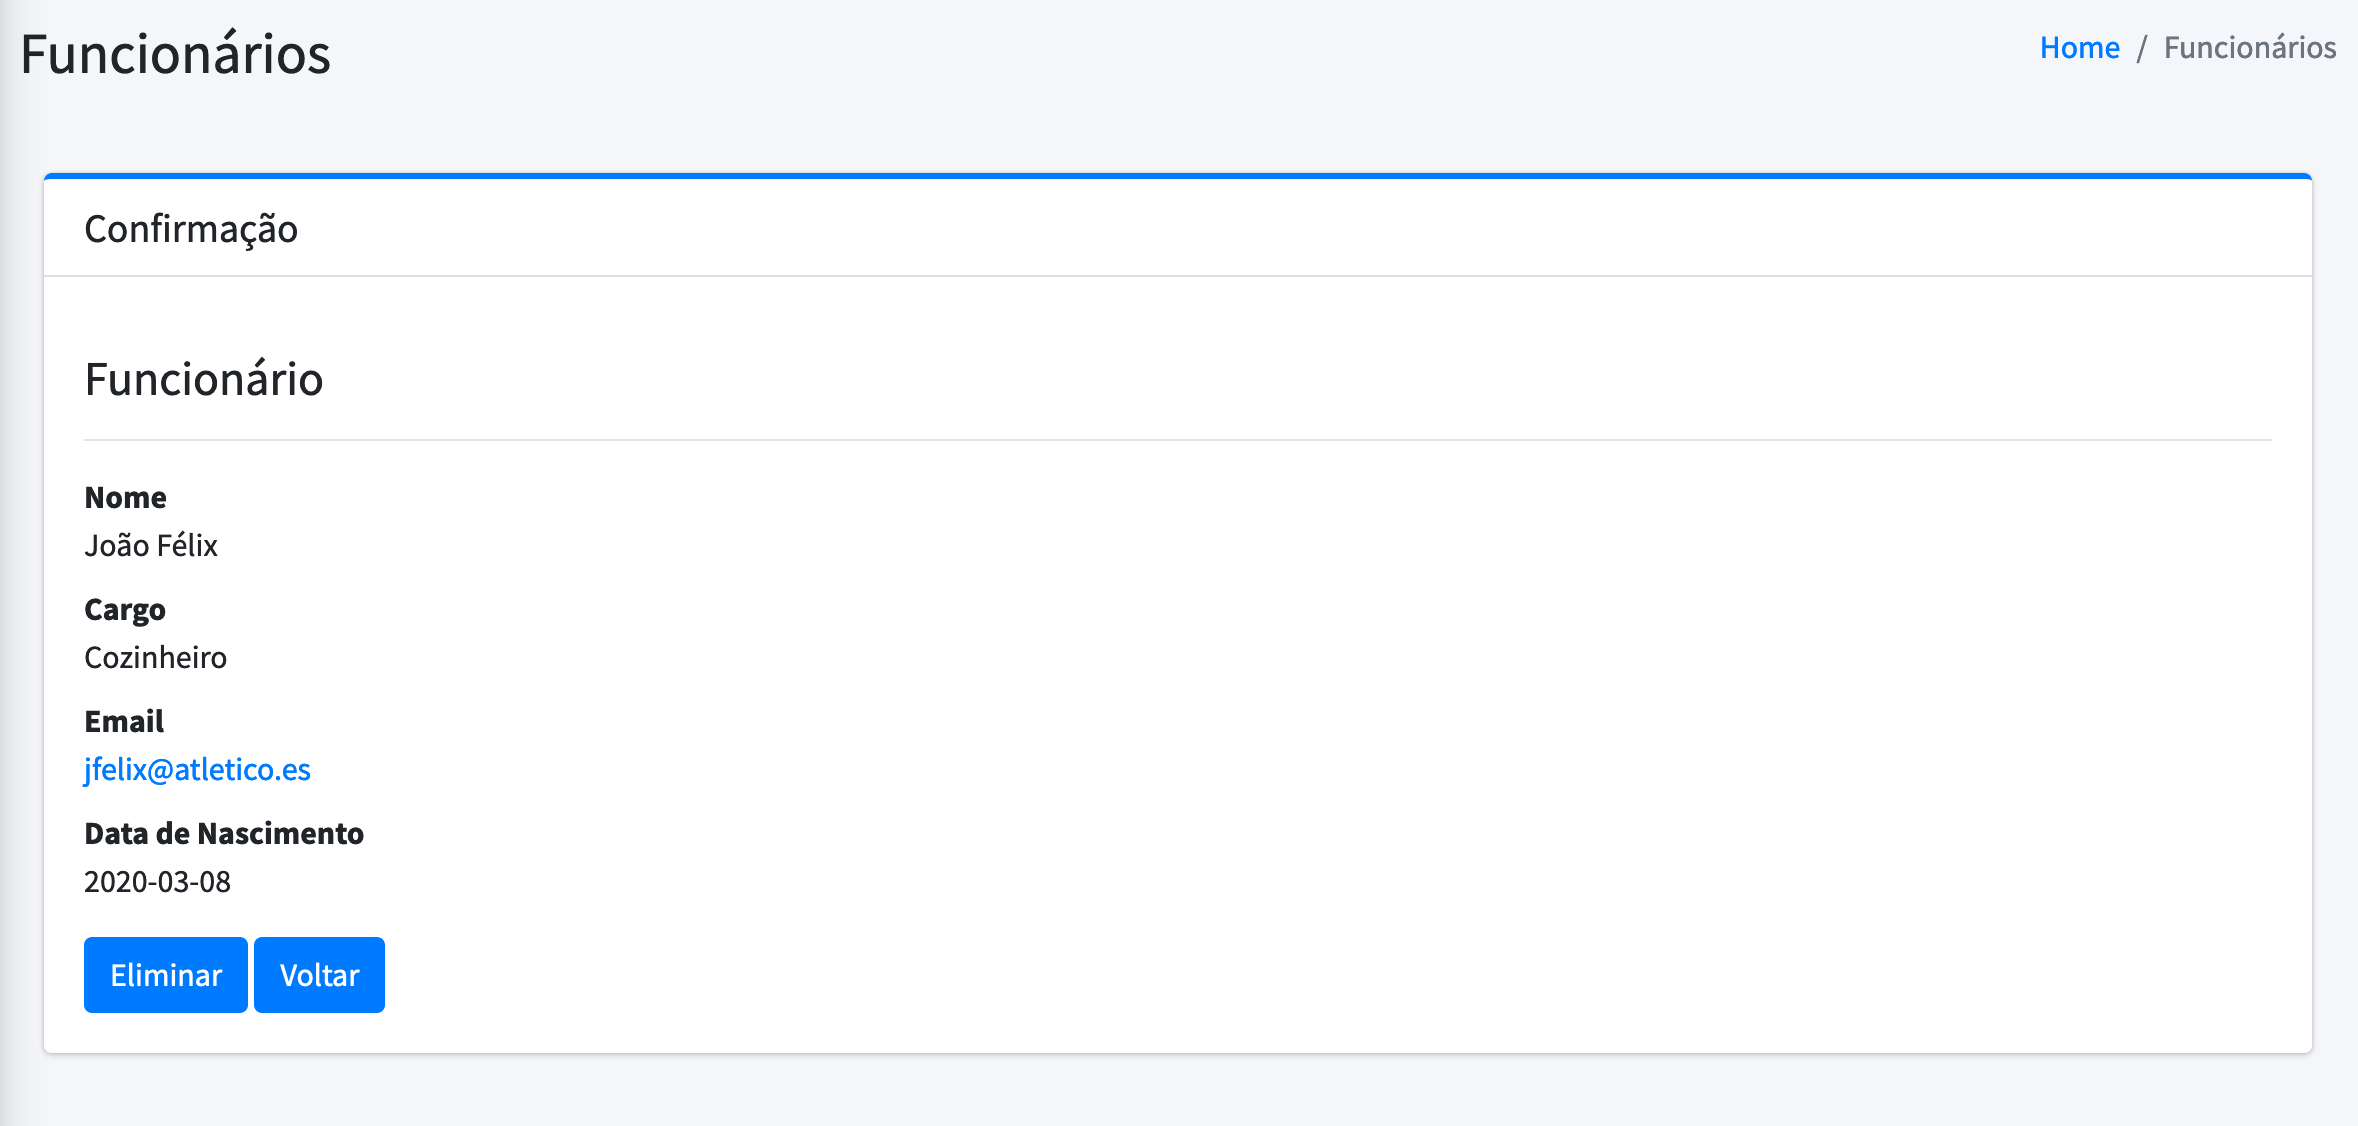 Funcionários
Home / Funcionários
Confirmação
Funcionário
Nome
João Félix
Cargo
Cozinheiro
Email
jfelix@atletico.es
Data de Nascimento
2020-03-08
Eliminar Voltar